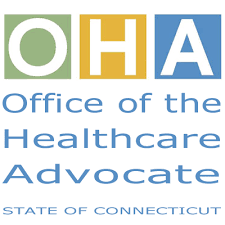 OHA
Office of the
Healthcare
Advocate
STATE OF CONNECTICUT